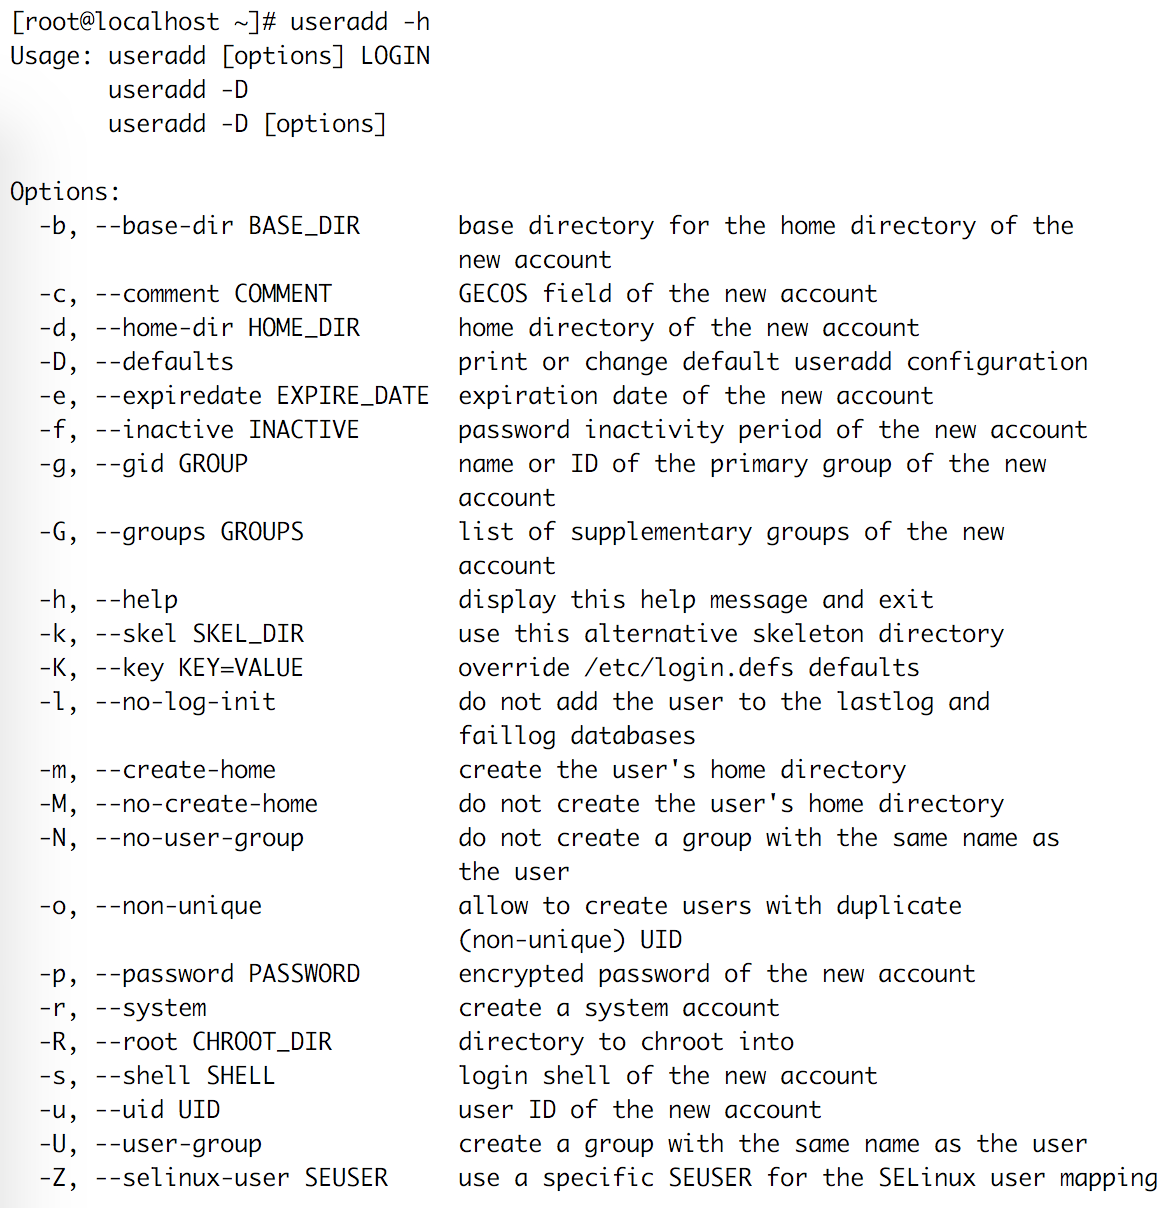 [root@localhost ~]# useradd -h
Usage: useradd [options] LOGIN
       useradd -D
       useradd -D [options]

Options:
  -b, --base-dir BASE_DIR       base directory for the home directory of the
                                new account
  -c, --comment COMMENT         GECOS field of the new account
  -d, --home-dir HOME_DIR       home directory of the new account
  -D, --defaults                print or change default useradd configuration
  -e, --expiredate EXPIRE_DATE  expiration date of the new account
  -f, --inactive INACTIVE       password inactivity period of the new account
  -g, --gid GROUP               name or ID of the primary group of the new
                                account
  -G, --groups GROUPS           list of supplementary groups of the new
                                account
  -h, --help                    display this help message and exit
  -k, --skel SKEL_DIR           use this alternative skeleton directory
  -K, --key KEY=VALUE           override /etc/login.defs defaults
  -l, --no-log-init             do not add the user to the lastlog and
                                faillog databases
  -m, --create-home             create the user's home directory
  -M, --no-create-home          do not create the user's home directory
  -N, --no-user-group           do not create a group with the same name as
                                the user
  -o, --non-unique              allow to create users with duplicate
                                (non-unique) UID
  -p, --password PASSWORD       encrypted password of the new account
  -r, --system                  create a system account
  -R, --root CHROOT_DIR         directory to chroot into
  -s, --shell SHELL             login shell of the new account
  -u, --uid UID                 user ID of the new account
  -U, --user-group              create a group with the same name as the user
  -Z, --selinux-user SEUSER     use a specific SEUSER for the SELinux user mapping